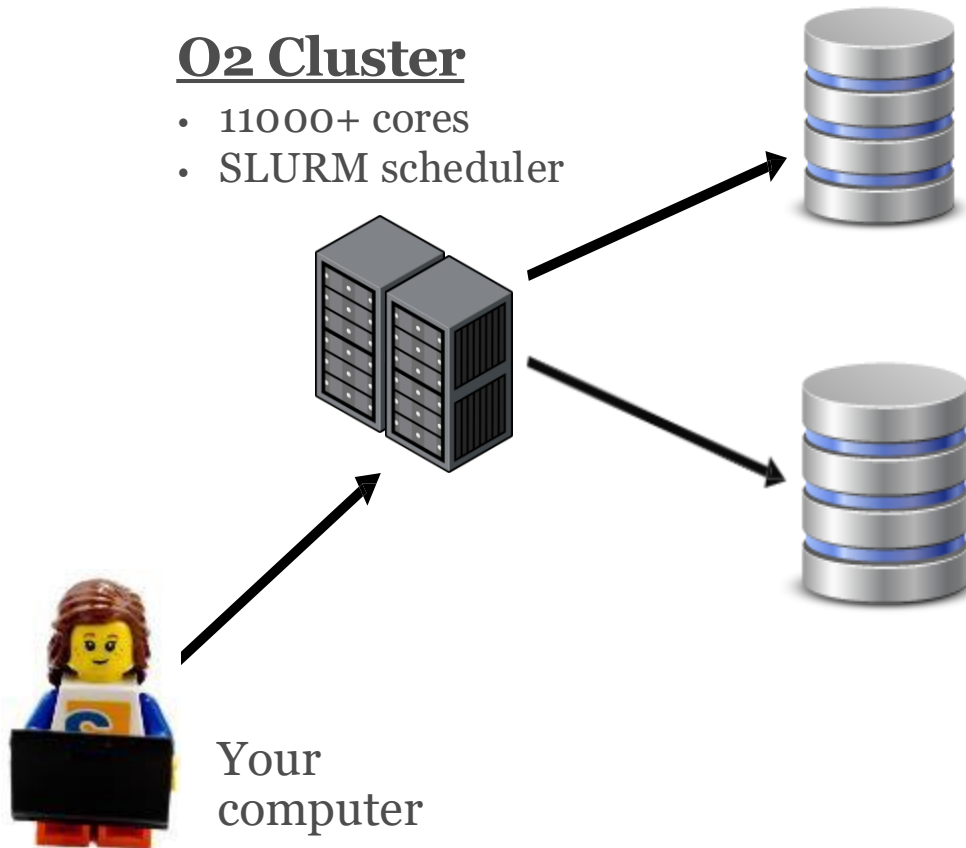 O2 Cluster
• 11000+ cores
• SLURM scheduler
Your
computer